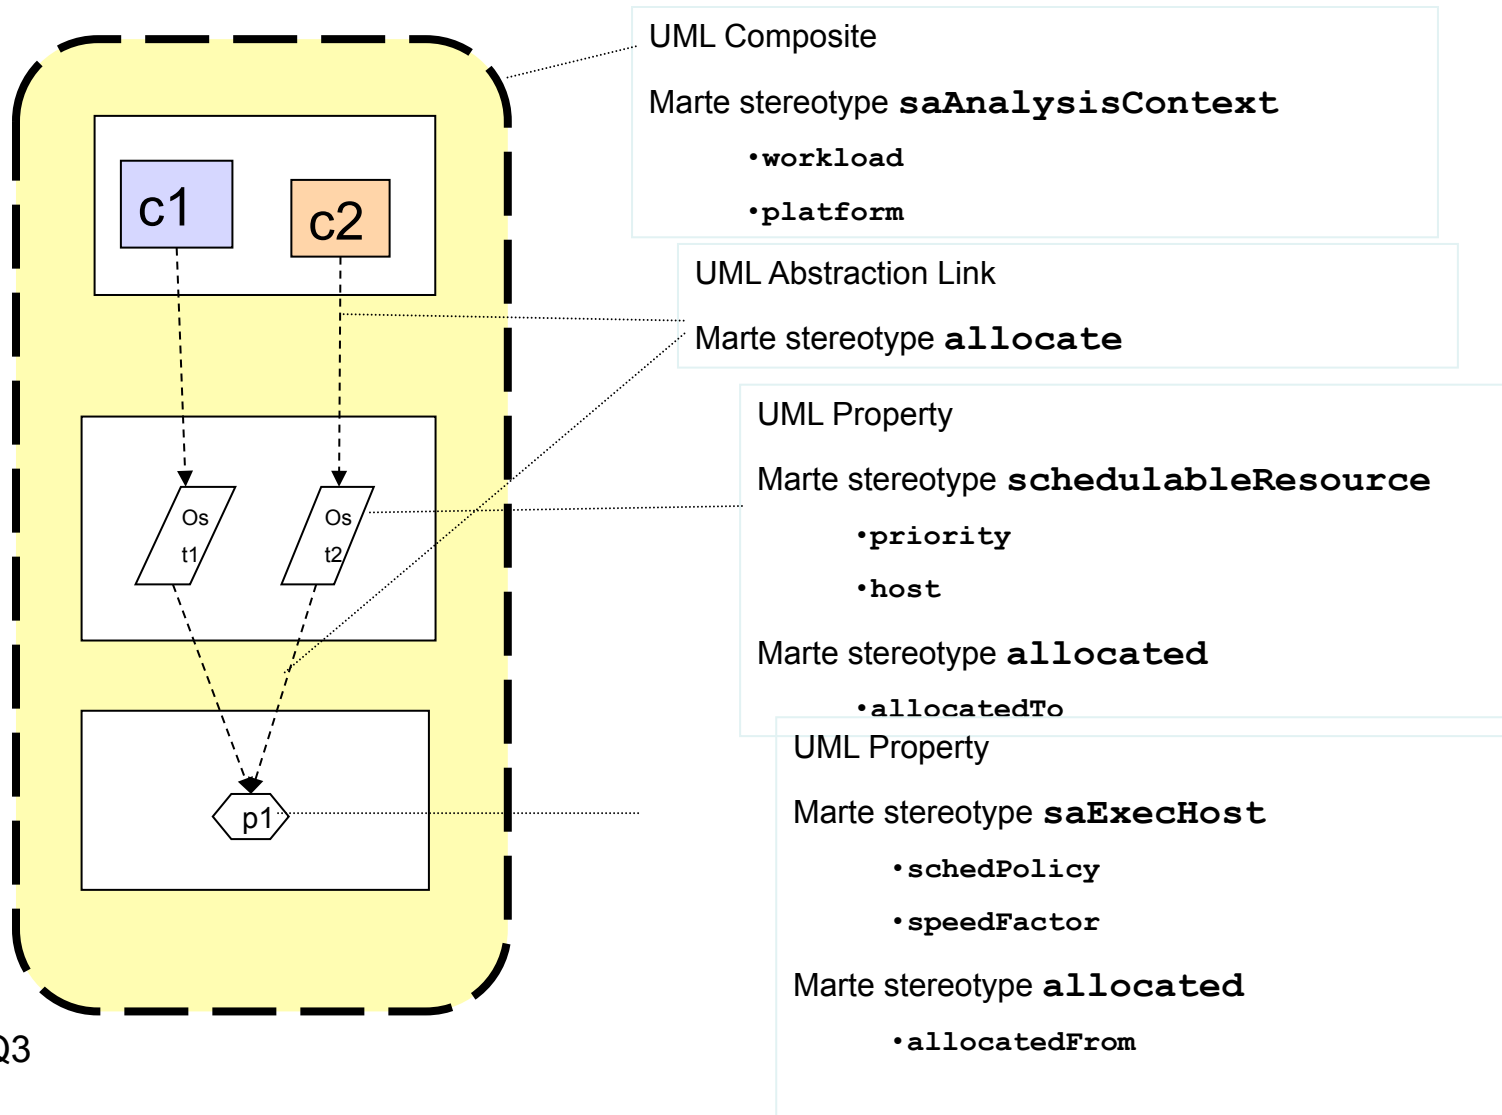 c1
c2
Os
t1
Os
t2
p1
UML Composite
Marte stereotype saAnalysisContext
•workload
•platform
UML Abstraction Link
Marte stereotype allocate
UML Property
Marte stereotype schedulableResource
•priority
•host
Marte stereotype allocated
•allocatedTo
UML Property
Marte stereotype saExecHost
•schedPolicy
•speedFactor
Marte stereotype allocated
•allocatedFrom
Q3